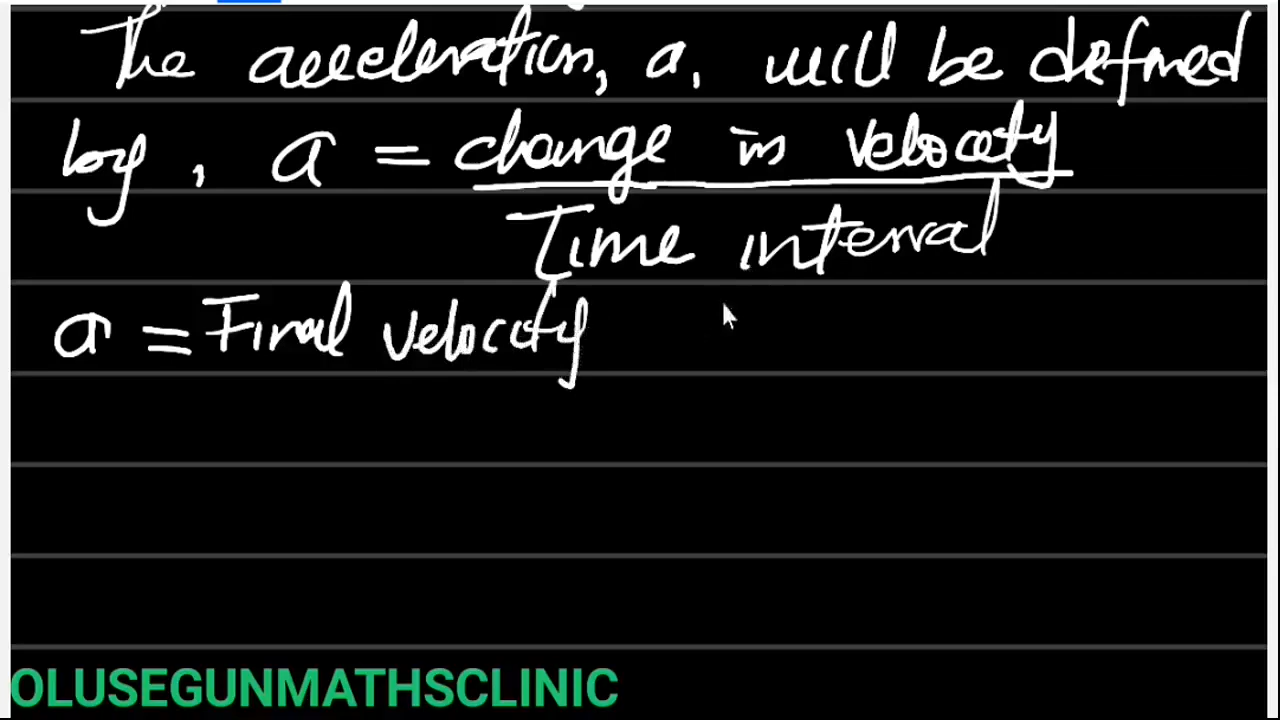 The acceleration, a, will be defined
by, a = change in velocity
Time interval
a = Final velocity
OLUSEGUNMATHSCLINIC